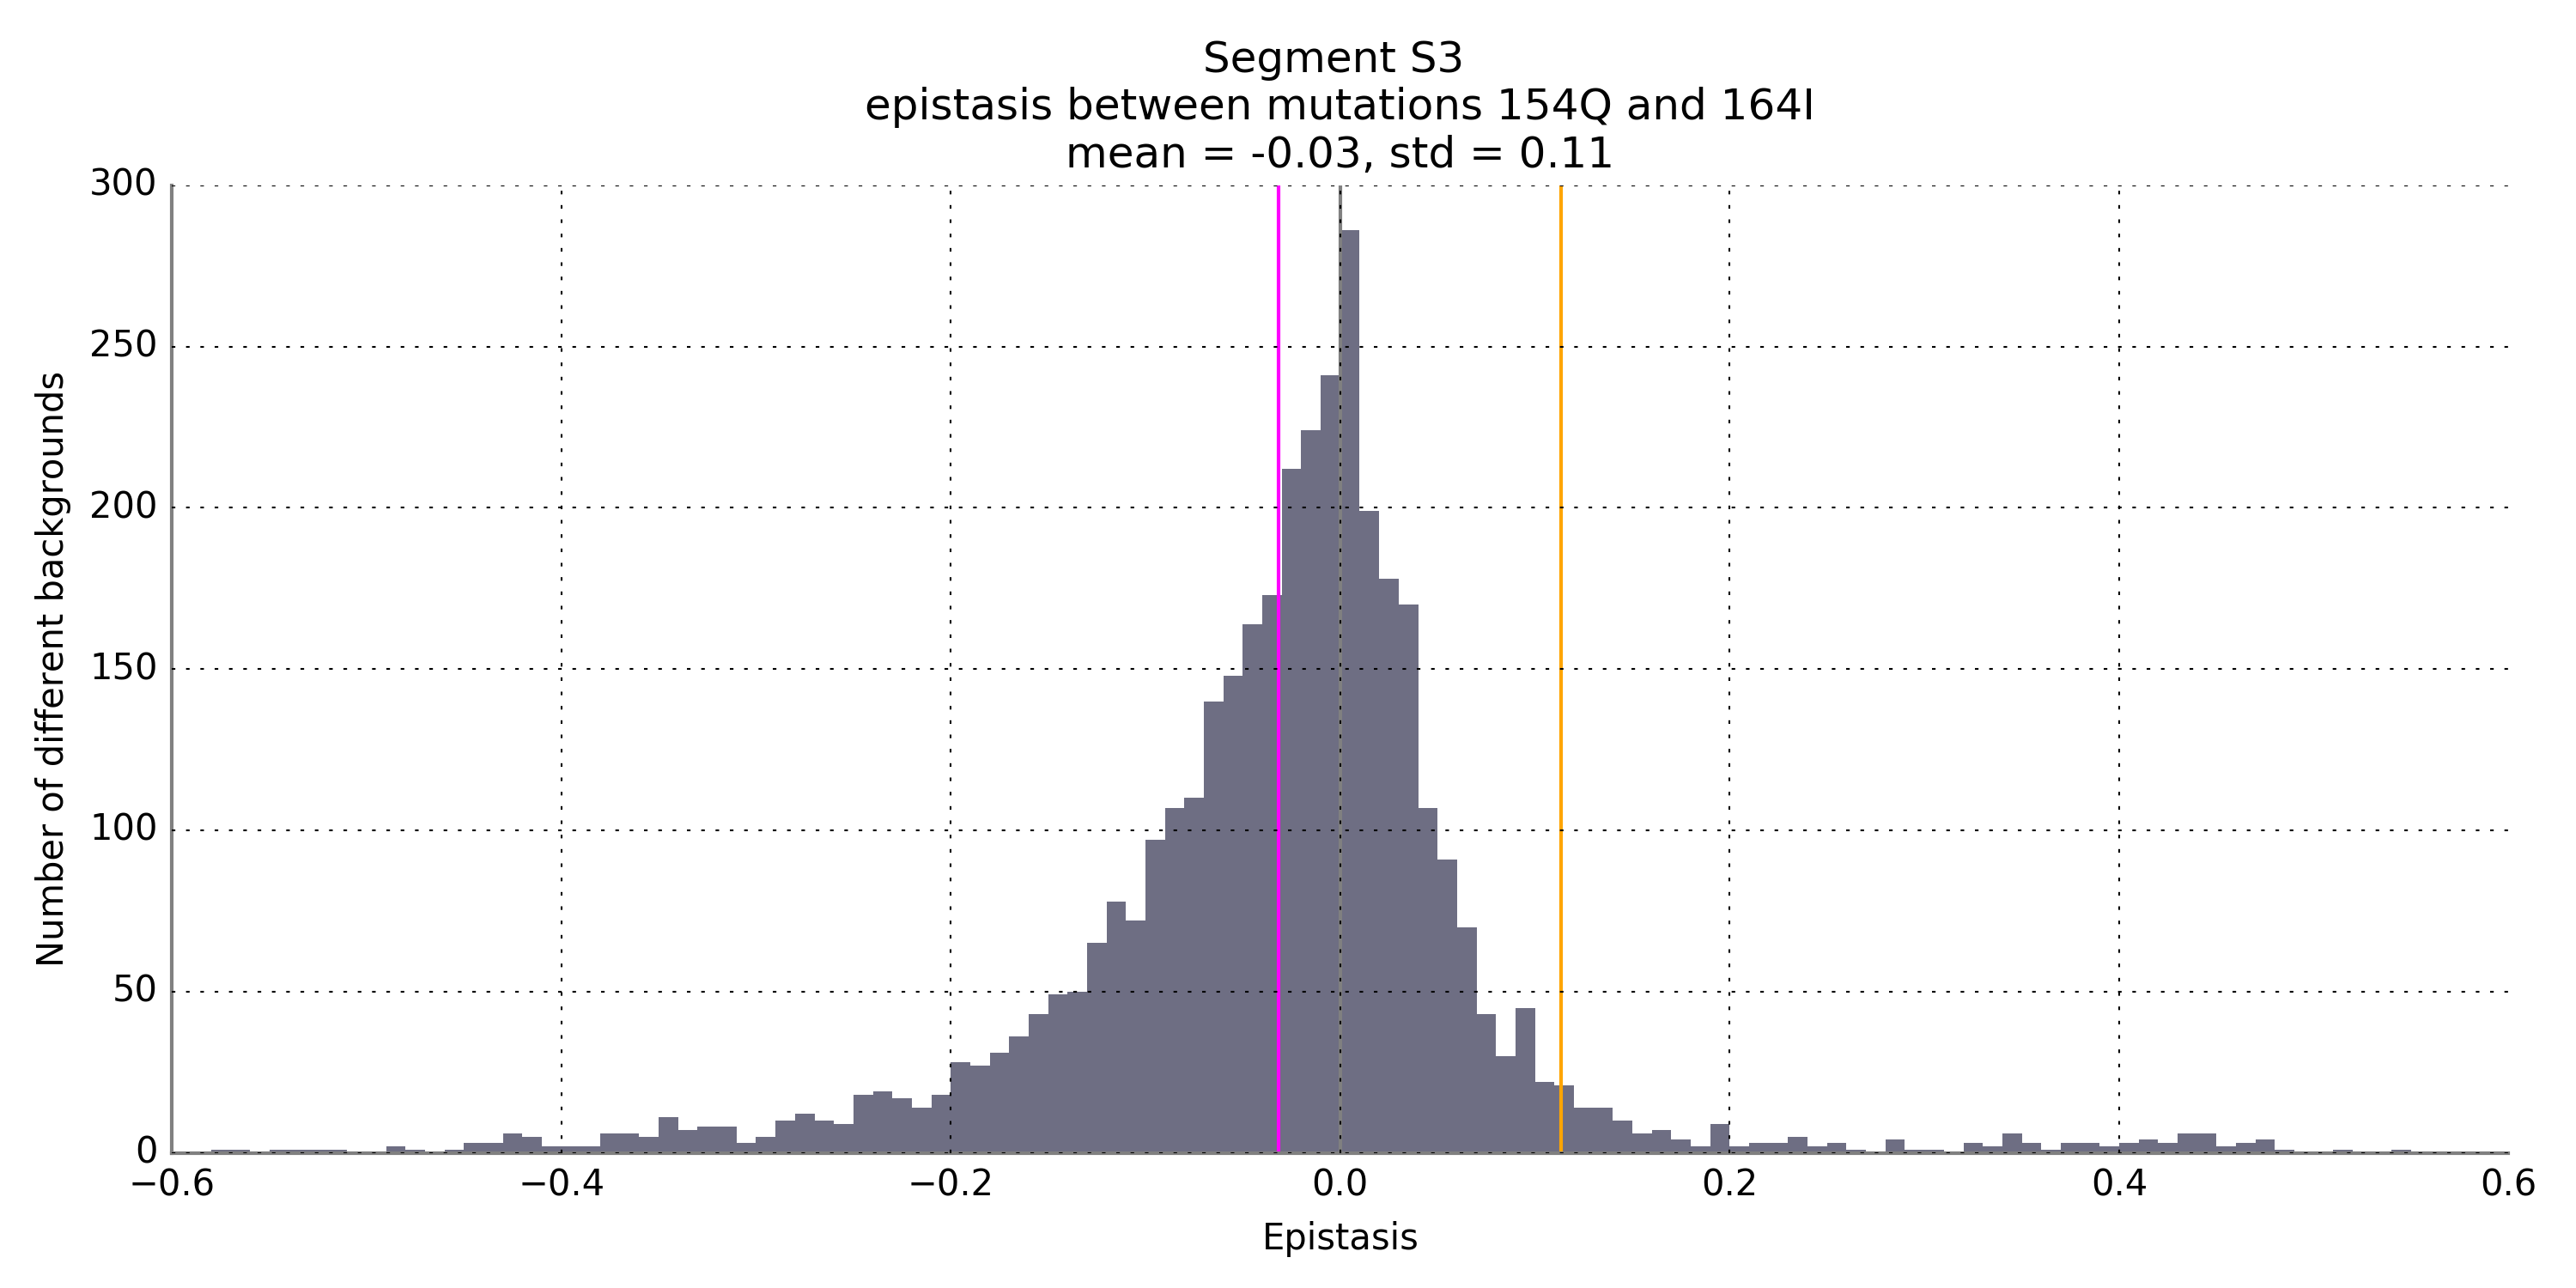 Segment S3
epistasis between mutations 154Q and 164I
mean = -0.03, std = 0.11
300
250
200
150
100
50
0
Number of different backgrounds
−0.6 −0.4 −0.2 0.0 0.2 0.4 0.6
Epistasis